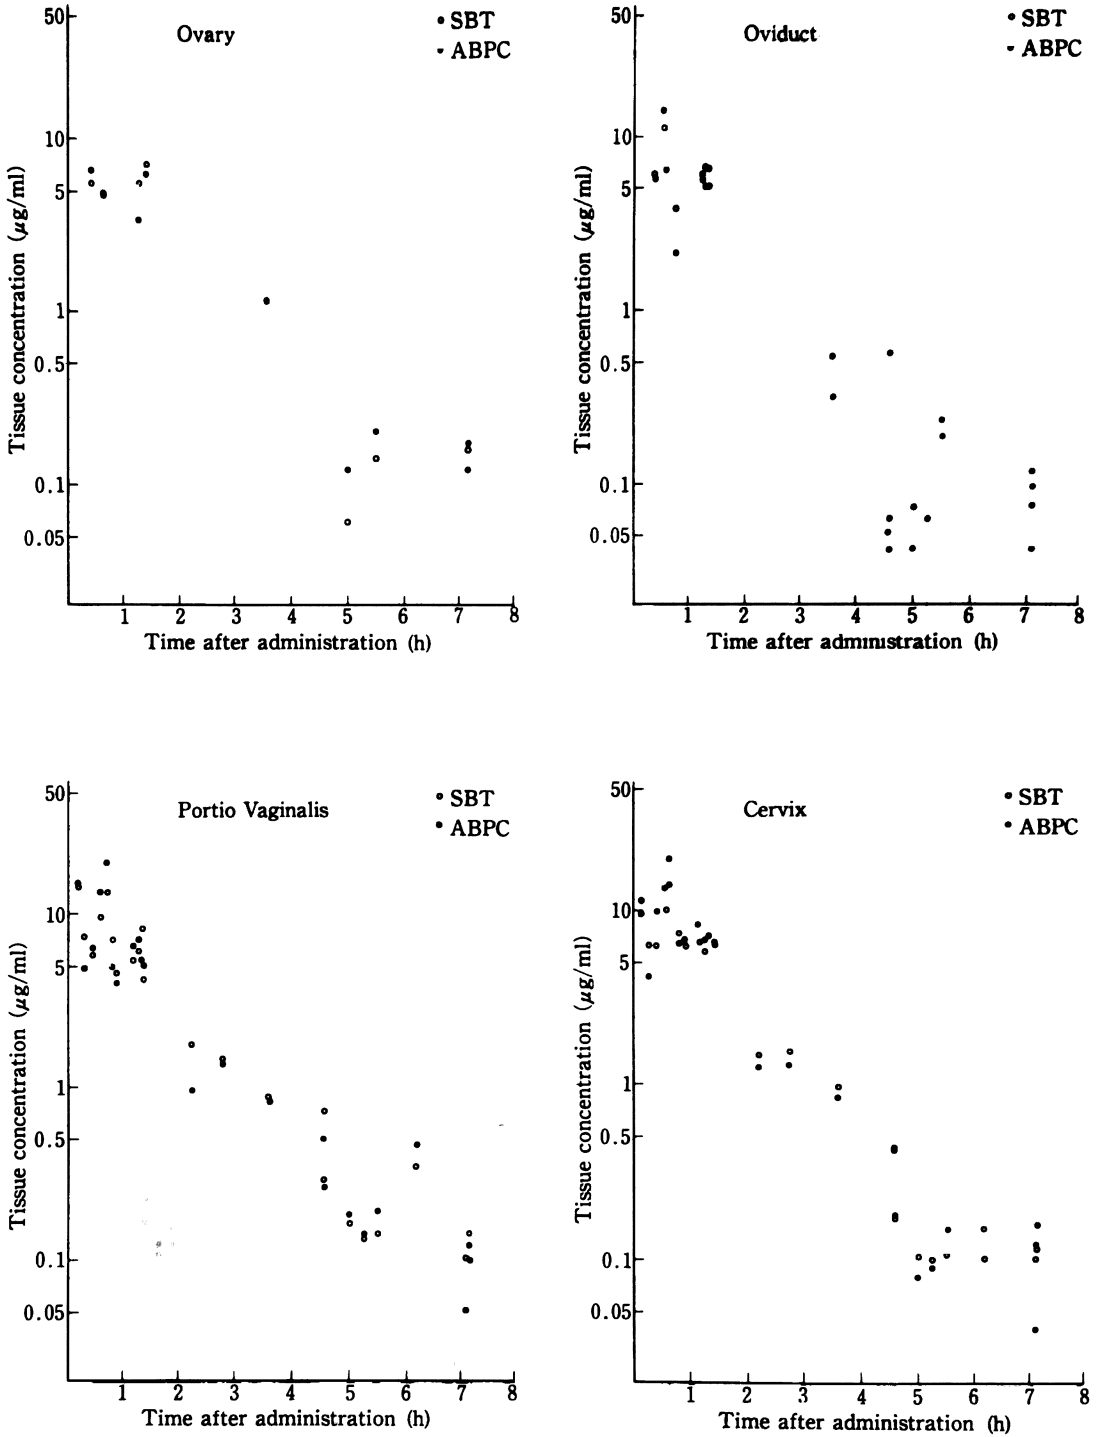 Ovary
SBT
ABPC
50
10
5
1
0.5
0.1
0.05
Tissue concentration (μg/ml)
1 2 3 4 5 6 7 8
Time after administration (h)
Oviduct
SBT
ABPC
50
10
5
1
0.5
0.1
0.05
Tissue concentration (μg/ml)
1 2 3 4 5 6 7 8
Time after administration (h)
Portio Vaginalis
SBT
ABPC
50
10
5
1
0.5
0.1
0.05
Tissue concentration (μg/ml)
1 2 3 4 5 6 7 8
Time after administration (h)
Cervix
SBT
ABPC
50
10
5
1
0.5
0.1
0.05
Tissue concentration (μg/ml)
1 2 3 4 5 6 7 8
Time after administration (h)